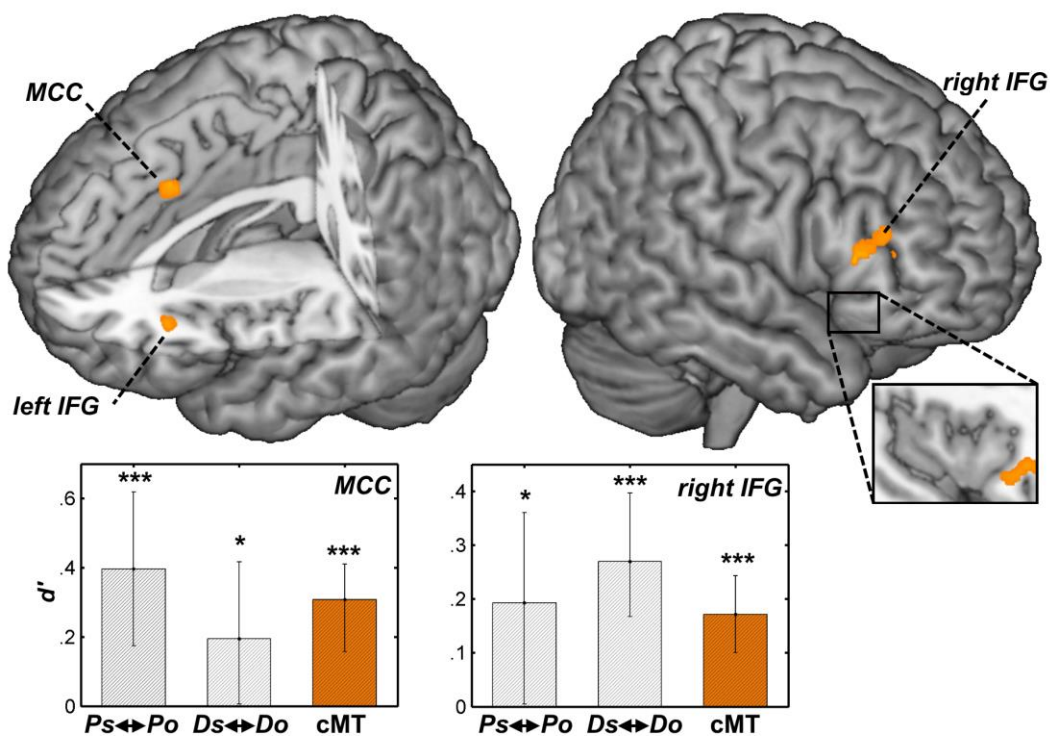 MCC
right IFG
left IFG
MCC
d'
.6
.4
.2
0
***
*
***
Ps◄►Po Ds◄►Do cMT
right IFG
.4
.3
.2
.1
0
*
***
***
Ps◄►Po Ds◄►Do cMT